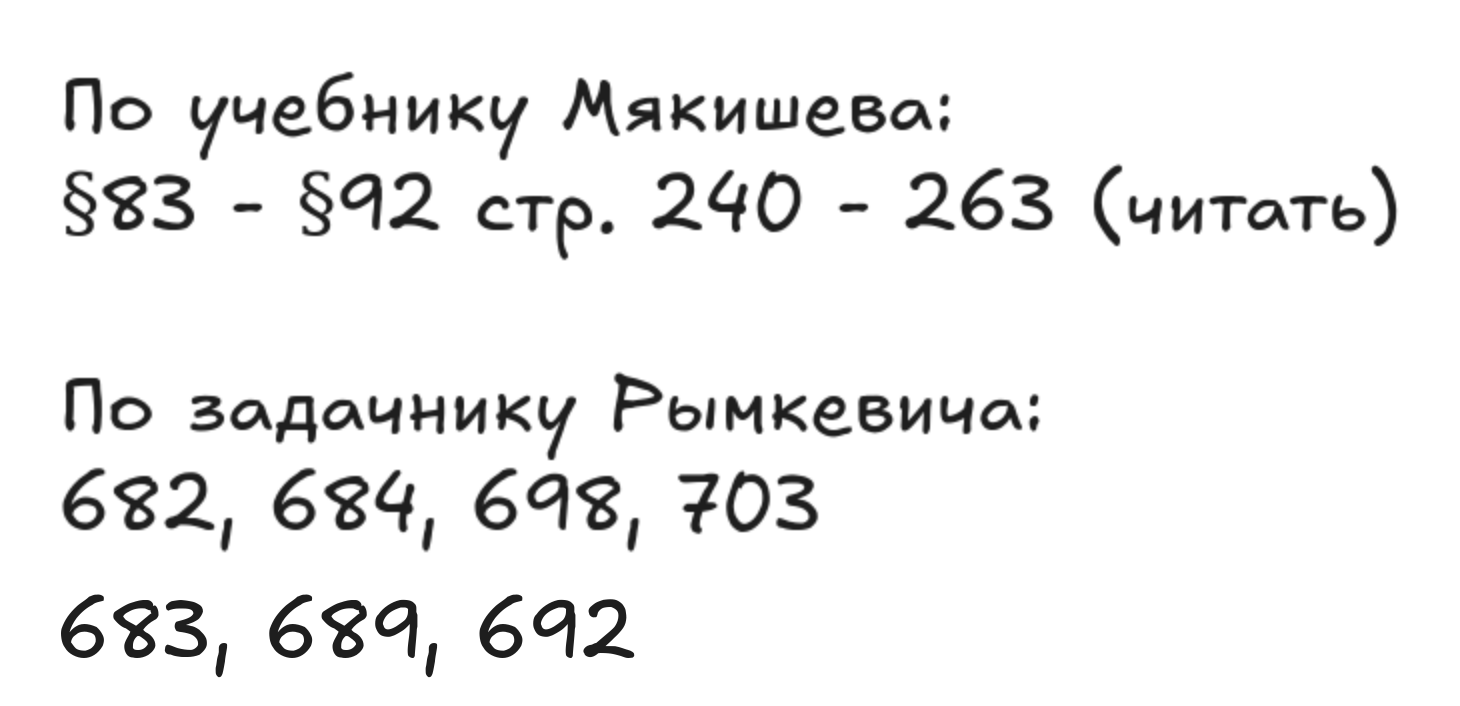 По учебнику Мякишева:
§83 - §92 стр. 240 - 263 (читать)
По задачнику Рымкевича:
682, 684, 698, 703
683, 689, 692